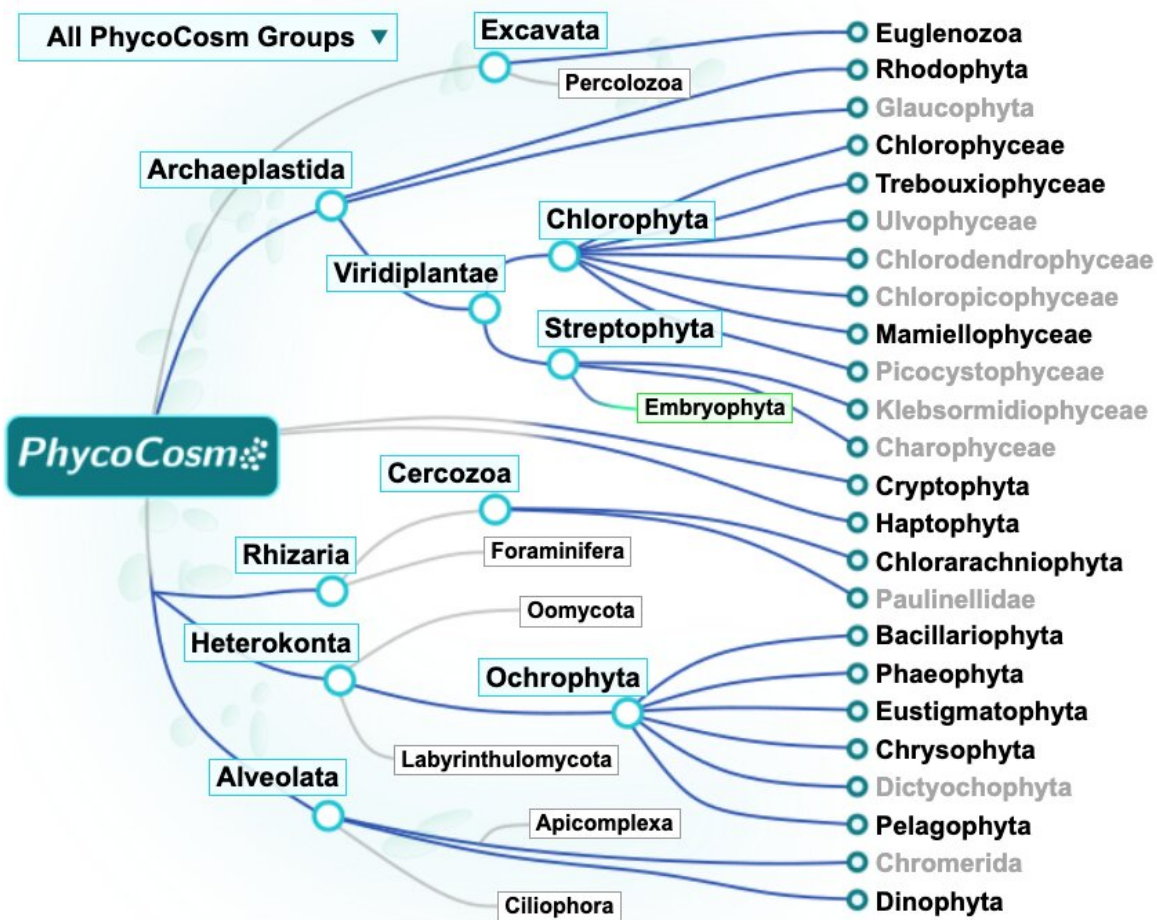 All PhycoCosm Groups
Excavata
Euglenozoa
Percolozoa
Rhodophyta
Glaucophyta
Archaeplastida
Chlorophyceae
Trebouxiophyceae
Chlorophyta
Ulvophyceae
Viridiplantae
Chlorodendrophyceae
Chloropicophyceae
Streptophyta
Mamiellophyceae
Picocystophyceae
Embryophyta
Klebsormidiophyceae
Charophyceae
PhycoCosm
Cercozoa
Cryptophyta
Haptophyta
Rhizaria
Foraminifera
Chlorarachniophyta
Paulinellidae
Oomycota
Heterokonta
Bacillariophyta
Ochrophyta
Phaeophyta
Eustigmatophyta
Labyrinthulomycota
Chrysophyta
Alveolata
Dictyochophyta
Apicomplexa
Pelagophyta
Chromerida
Ciliophora
Dinophyta